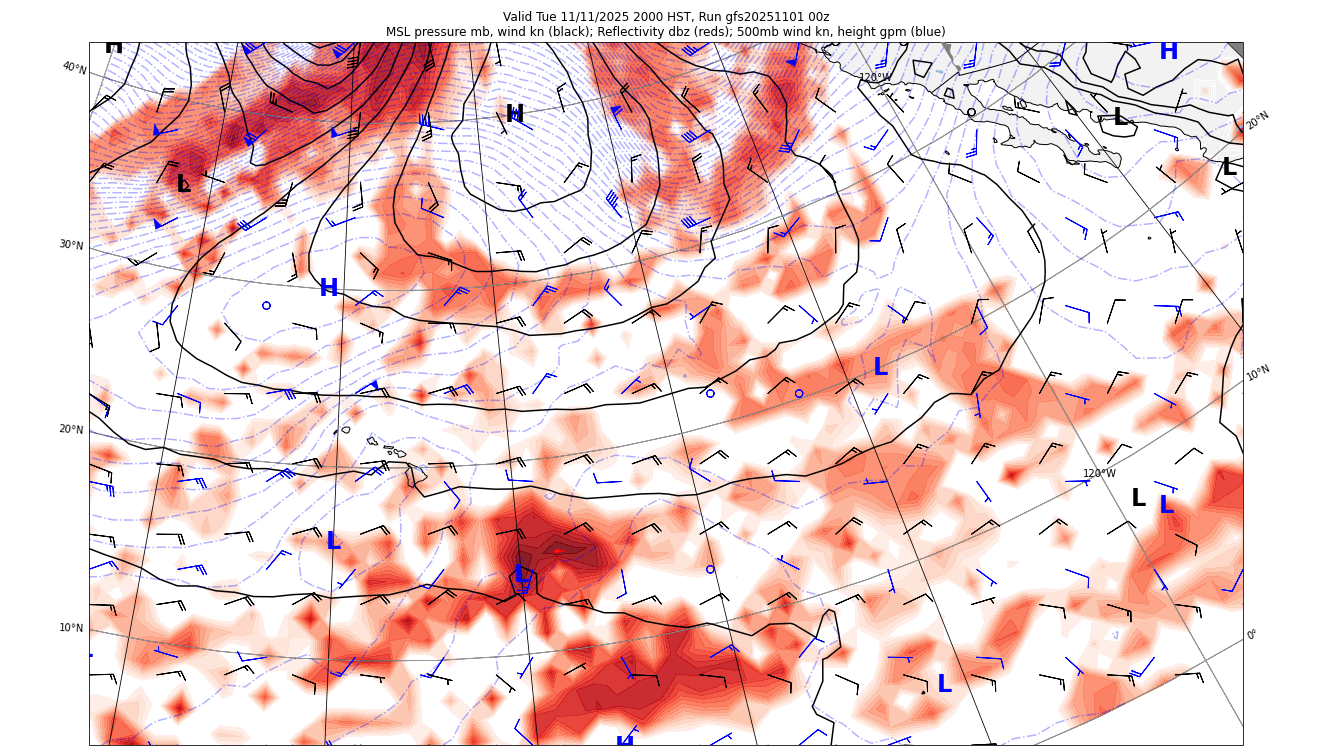 Valid Tue 11/11/2025 2000 HST, Run gfs20251101 00z
MSL pressure mb, wind kn (black); Reflectivity dbz (reds); 500mb wind kn, height gpm (blue)
H
H
40°N
120°W
H
L
20°N
L
L
30°N
H
L
10°N
20°N
120°W
L
L
L
L
10°N
0°
L
H